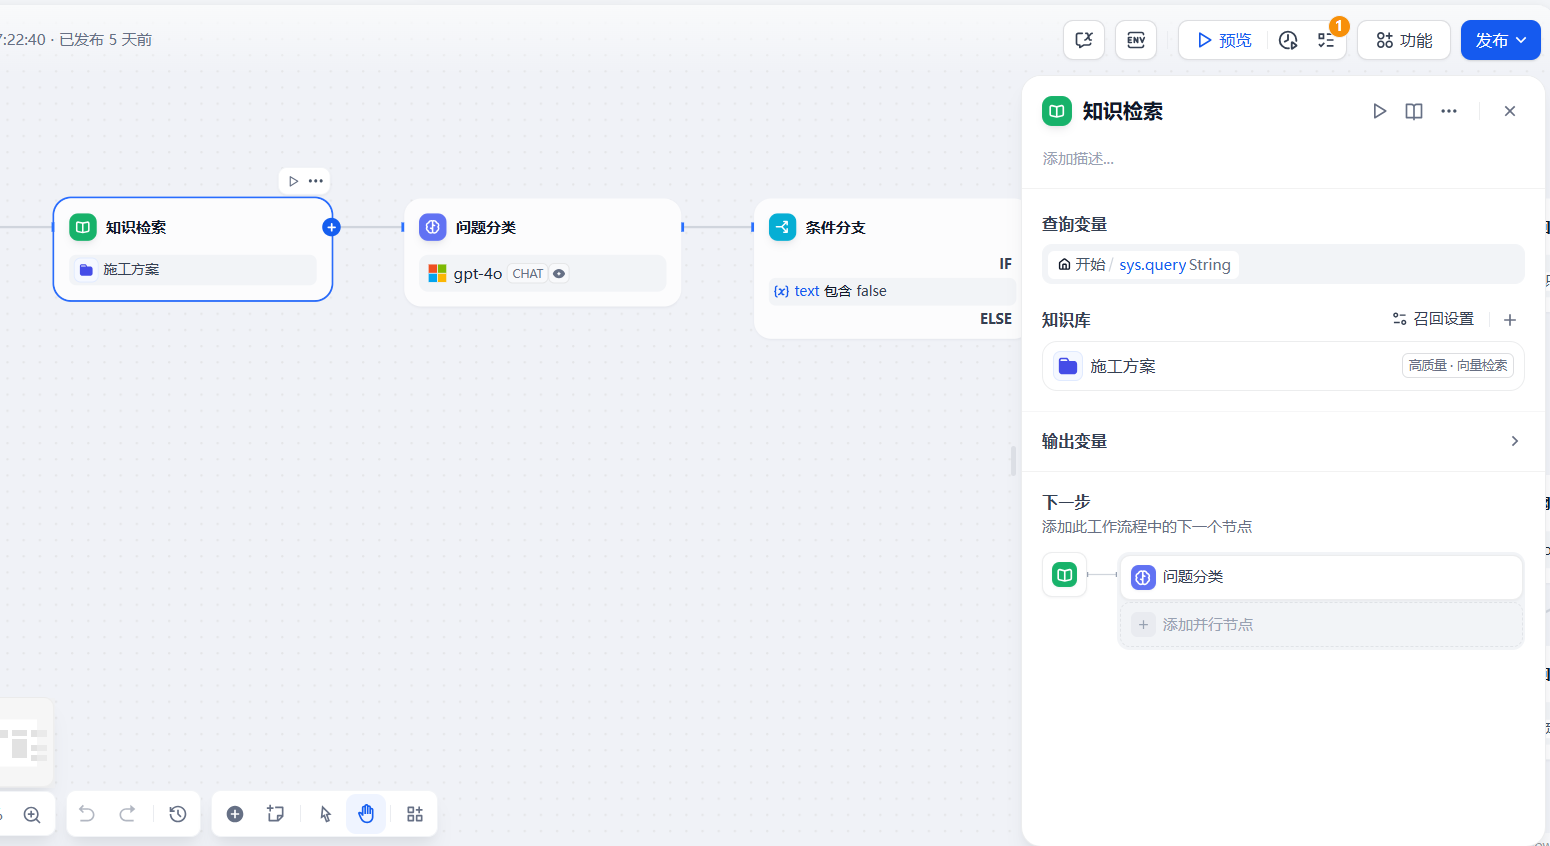 7:22:40 · 已发布 5 天前
ENV
预览
1
功能
发布
知识检索
施工方案
问题分类
gpt-4o CHAT
条件分支
IF
{x} text 包含 false
ELSE
知识检索
添加描述...
查询变量
开始 / sys.query String
知识库
召回设置
施工方案
高质量 · 向量检索
输出变量
下一步
添加此工作流程中的下一个节点
问题分类
添加并行节点